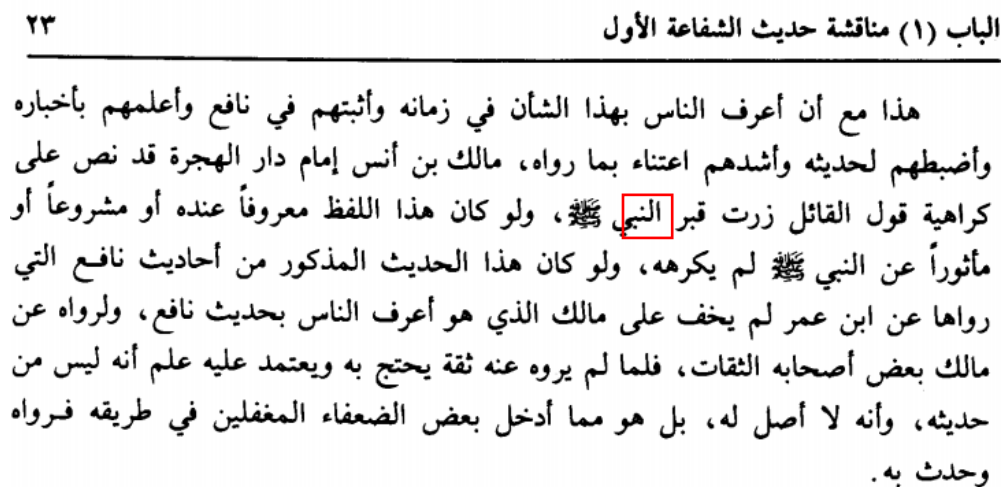 الباب (١) مناقشة حديث الشفاعة الأول ٢٣
هذا مع أن أعرف الناس بهذا الشأن في زمانه وأثبتهم في نافع وأعلمهم بأخباره
وأضبطهم لحديثه وأشدهم اعتناء بما رواه، مالك بن أنس إمام دار الهجرة قد نص على
كراهية قول القائل زرت قبر النبي ﷺ، ولو كان هذا اللفظ معروفاً عنده أو مشروعاً أو
مأثوراً عن النبي ﷺ لم يكرهه، ولو كان هذا الحديث المذكور من أحاديث نافع التي
رواها عن ابن عمر لم يخف على مالك الذي هو أعرف الناس بحديث نافع، ولرواه عن
مالك بعض أصحابه الثقات، فلما لم يروه عنه ثقة يحتج به ويعتمد عليه علم أنه ليس من
حديثه، وأنه لا أصل له، بل هو مما أدخل بعض الضعفاء المغفلين في طريقه فرواه
وحدث به.